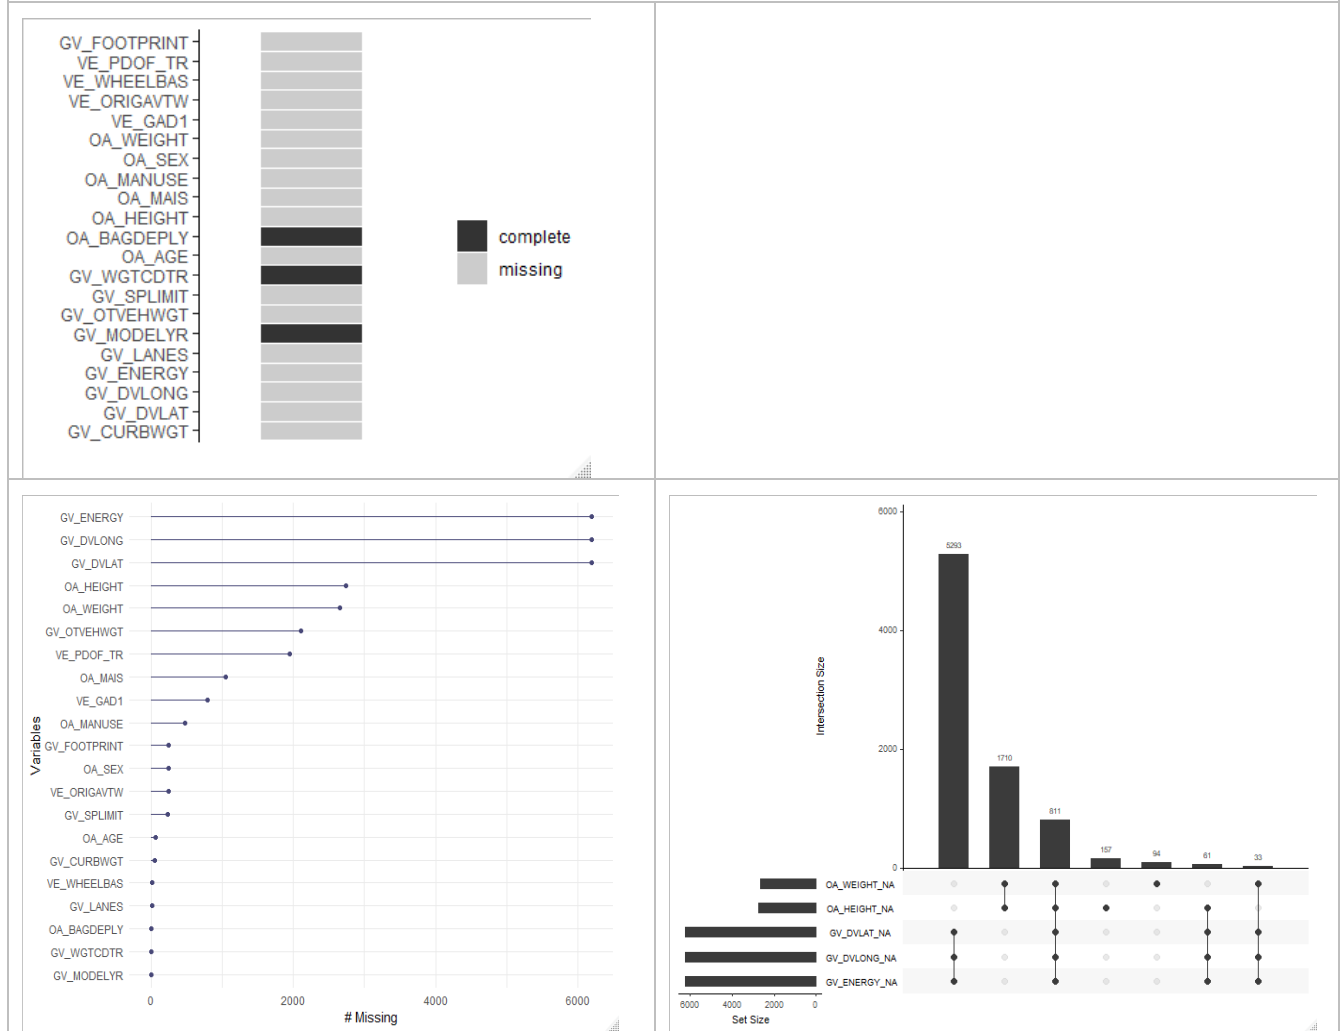 GV_FOOTPRINT
VE_PDOF_TR
VE_WHEELBAS
VE_ORIGAVTW
VE_GAD1
OA_WEIGHT
OA_SEX
OA_MANUSE
OA_MAIS
OA_HEIGHT
OA_BAGDEPLY
OA_AGE
GV_WGTCDTR
GV_SPLIMIT
GV_OTVEHWGT
GV_MODELYR
GV_LANES
GV_ENERGY
GV_DVLONG
GV_DVLAT
GV_CURBWGT
complete
missing
Variables
GV_ENERGY
GV_DVLONG
GV_DVLAT
OA_HEIGHT
OA_WEIGHT
GV_OTVEHWGT
VE_PDOF_TR
OA_MAIS
VE_GAD1
OA_MANUSE
GV_FOOTPRINT
OA_SEX
VE_ORIGAVTW
GV_SPLIMIT
OA_AGE
GV_CURBWGT
VE_WHEELBAS
GV_LANES
OA_BAGDEPLY
GV_WGTCDTR
GV_MODELYR
0 2000 4000 6000
# Missing
Intersection Size
6000
4000
2000
0
5293
1710
811
157
94
61
33
OA_WEIGHT_NA
OA_HEIGHT_NA
GV_DVLAT_NA
GV_DVLONG_NA
GV_ENERGY_NA
6000 4000 2000 0
Set Size